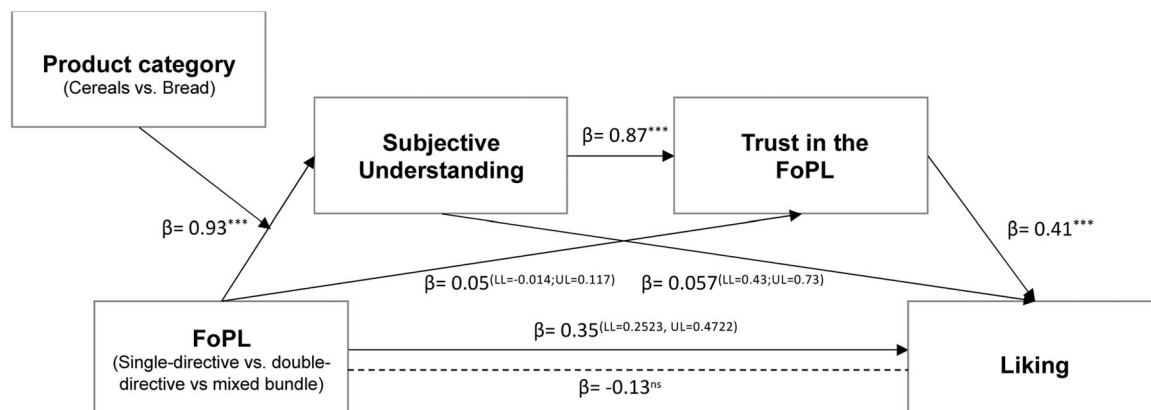 Product category
(Cereals vs. Bread)
Subjective
Understanding
β= 0.87***
Trust in the
FoPL
β= 0.93***
β= 0.41***
β= 0.05(LL=-0.014;UL=0.117)
β= 0.057(LL=0.43;UL=0.73)
FoPL
(Single-directive vs. double-
directive vs mixed bundle)
β= 0.35(LL=0.2523, UL=0.4722)
β= -0.13ns
Liking